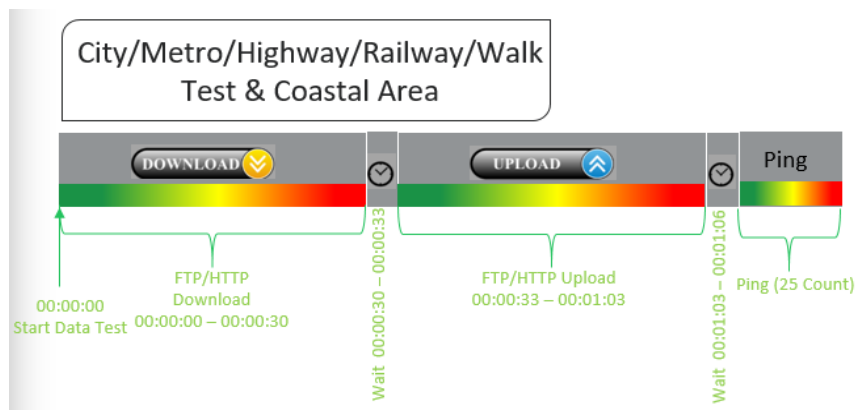 City/Metro/Highway/Railway/Walk
Test & Coastal Area
DOWNLOAD
UPLOAD
Ping
00:00:00
Start Data Test
FTP/HTTP
Download
00:00:00 – 00:00:30
Wait 00:00:30 – 00:00:33
FTP/HTTP Upload
00:00:33 – 00:01:03
Wait 00:01:03 – 00:01:06
Ping (25 Count)